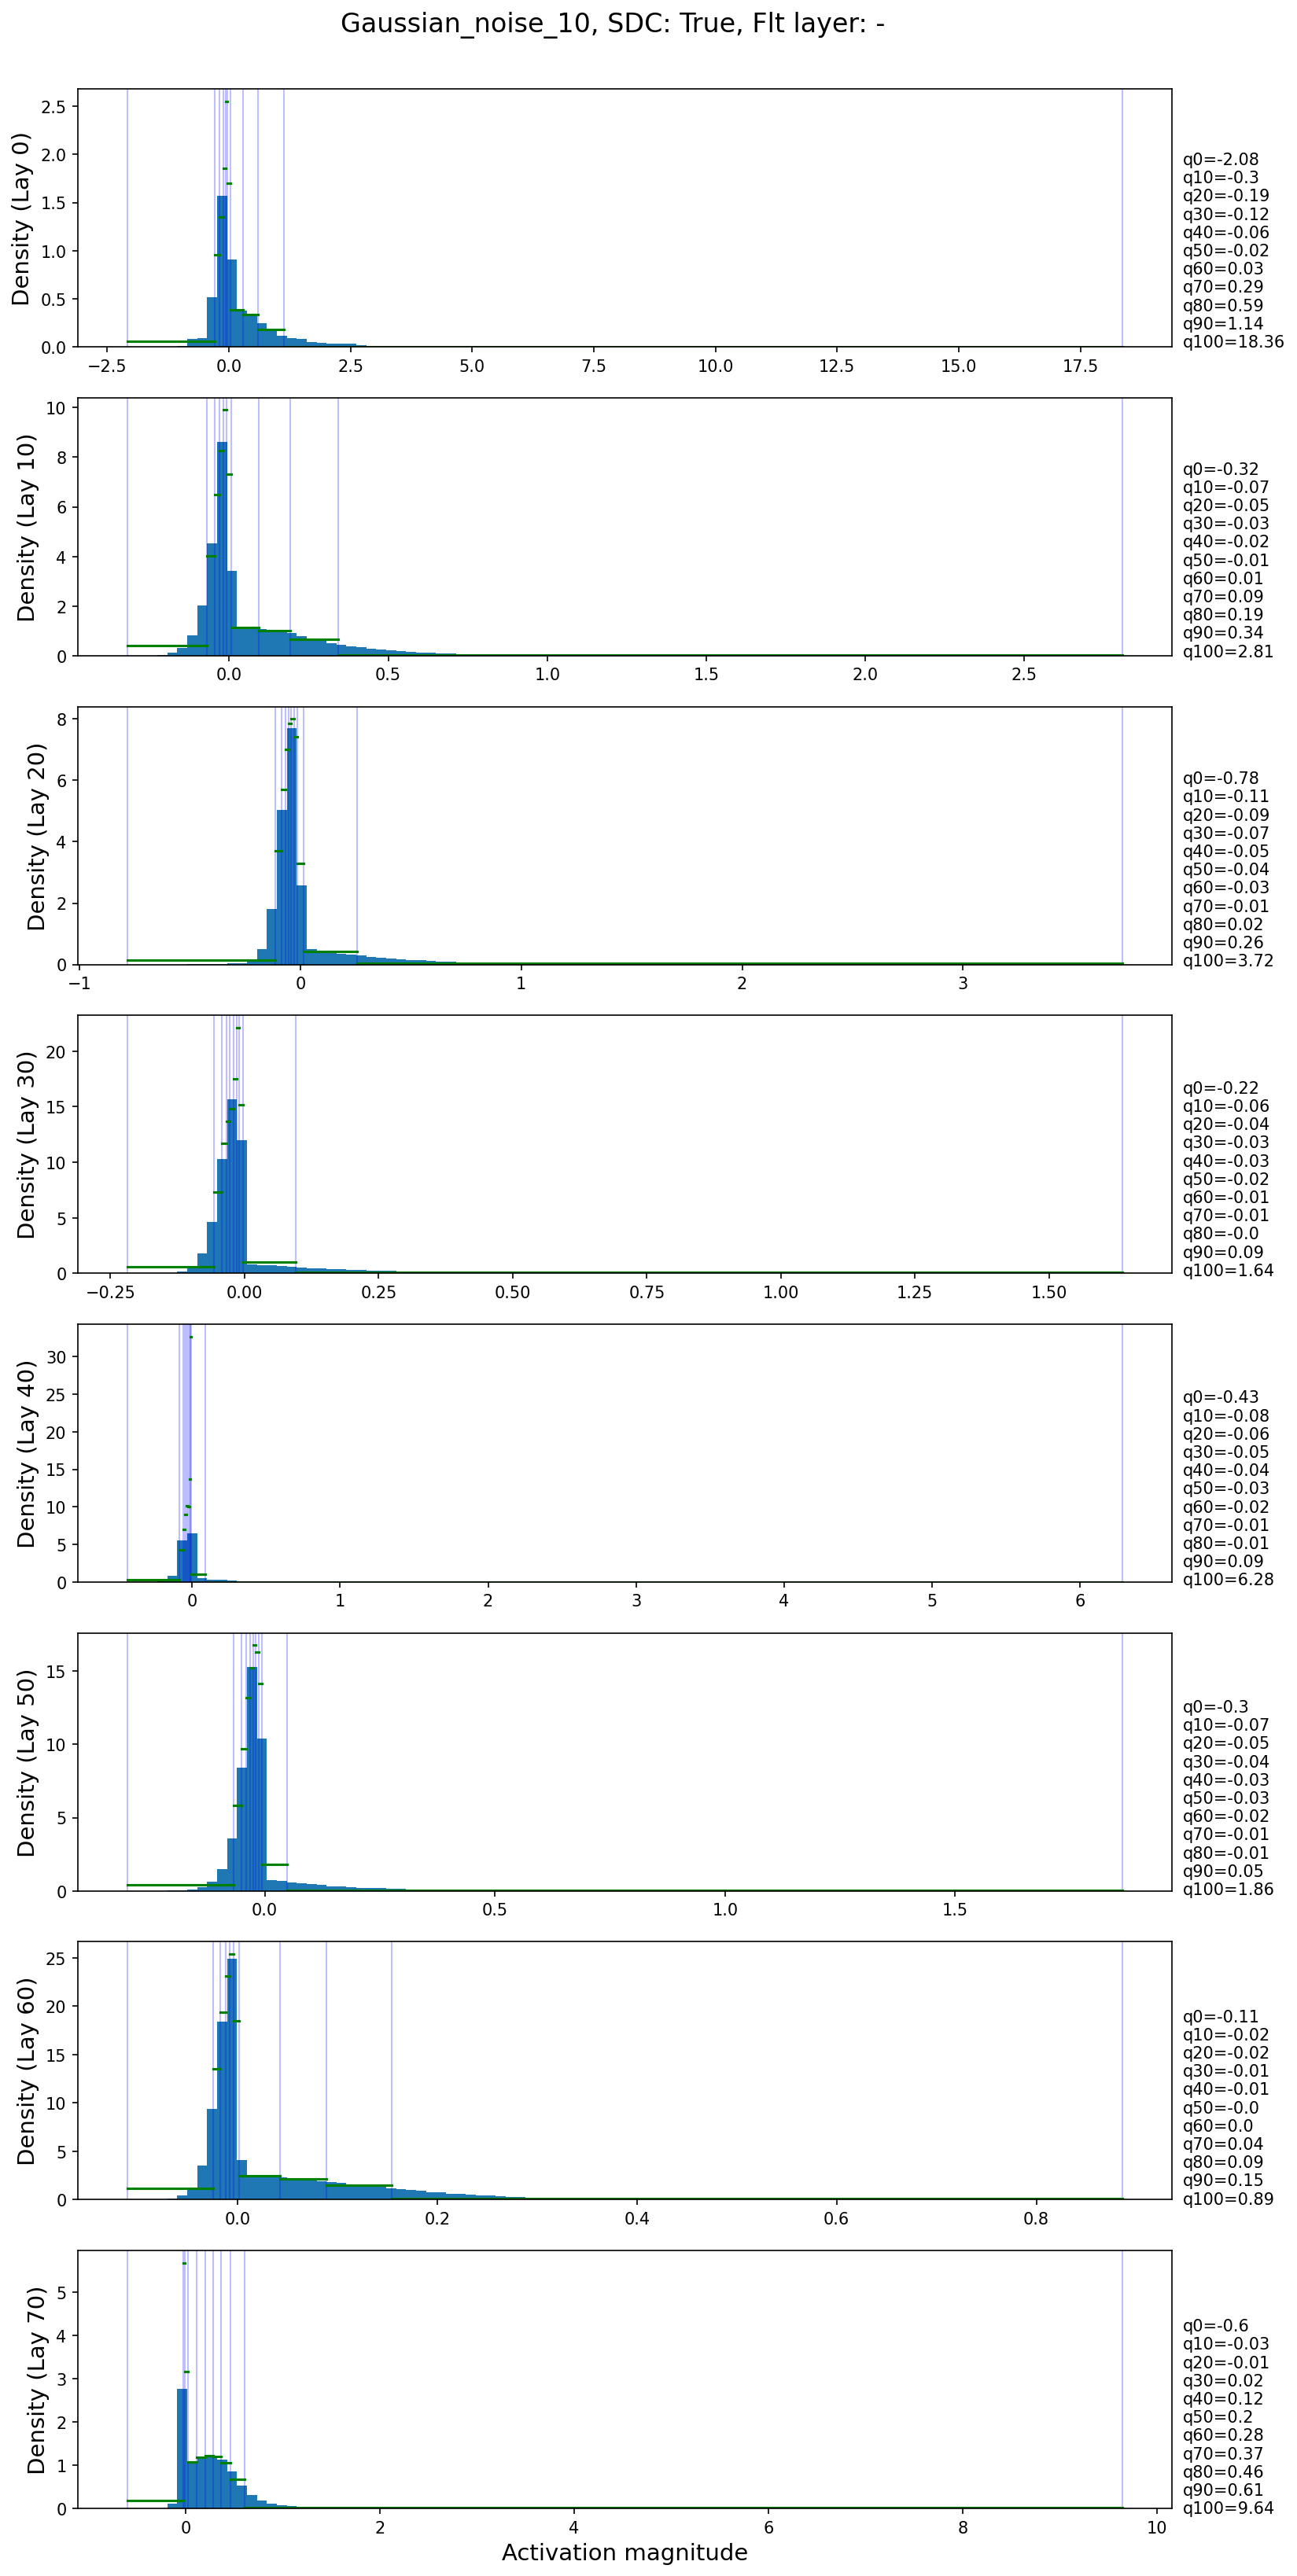 Gaussian_noise_10, SDC: True, Flt layer: -
Density (Lay 0)
2.5
2.0
1.5
1.0
0.5
0.0
−2.5 0.0 2.5 5.0 7.5 10.0 12.5 15.0 17.5
q0=-2.08
q10=-0.3
q20=-0.19
q30=-0.12
q40=-0.06
q50=-0.02
q60=0.03
q70=0.29
q80=0.59
q90=1.14
q100=18.36
Density (Lay 10)
10
8
6
4
2
0
0.0 0.5 1.0 1.5 2.0 2.5
q0=-0.32
q10=-0.07
q20=-0.05
q30=-0.03
q40=-0.02
q50=-0.01
q60=0.01
q70=0.09
q80=0.19
q90=0.34
q100=2.81
Density (Lay 20)
8
6
4
2
0
−1 0 1 2 3
q0=-0.78
q10=-0.11
q20=-0.09
q30=-0.07
q40=-0.05
q50=-0.04
q60=-0.03
q70=-0.01
q80=0.02
q90=0.26
q100=3.72
Density (Lay 30)
20
15
10
5
0
−0.25 0.00 0.25 0.50 0.75 1.00 1.25 1.50
q0=-0.22
q10=-0.06
q20=-0.04
q30=-0.03
q40=-0.03
q50=-0.02
q60=-0.01
q70=-0.01
q80=-0.0
q90=0.09
q100=1.64
Density (Lay 40)
30
25
20
15
10
5
0
0 1 2 3 4 5 6
q0=-0.43
q10=-0.08
q20=-0.06
q30=-0.05
q40=-0.04
q50=-0.03
q60=-0.02
q70=-0.01
q80=-0.01
q90=0.09
q100=6.28
Density (Lay 50)
15
10
5
0
0.0 0.5 1.0 1.5
q0=-0.3
q10=-0.07
q20=-0.05
q30=-0.04
q40=-0.03
q50=-0.03
q60=-0.02
q70=-0.01
q80=-0.01
q90=0.05
q100=1.86
Density (Lay 60)
25
20
15
10
5
0
0.0 0.2 0.4 0.6 0.8
q0=-0.11
q10=-0.02
q20=-0.02
q30=-0.01
q40=-0.01
q50=-0.0
q60=0.0
q70=0.04
q80=0.09
q90=0.15
q100=0.89
Density (Lay 70)
5
4
3
2
1
0
0 2 4 6 8 10
q0=-0.6
q10=-0.03
q20=-0.01
q30=0.02
q40=0.12
q50=0.2
q60=0.28
q70=0.37
q80=0.46
q90=0.61
q100=9.64
Activation magnitude